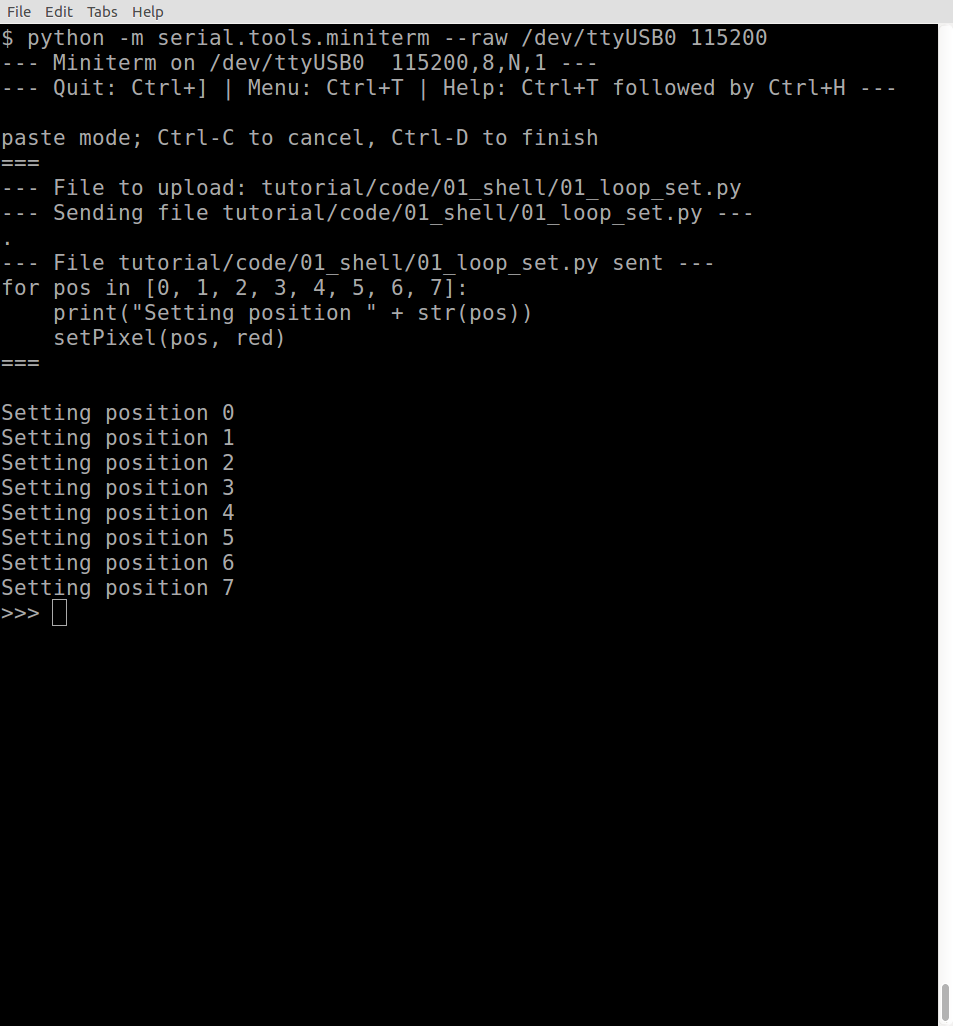 File Edit Tabs Help
$ python -m serial.tools.miniterm --raw /dev/ttyUSB0 115200
--- Miniterm on /dev/ttyUSB0  115200,8,N,1 ---
--- Quit: Ctrl+] | Menu: Ctrl+T | Help: Ctrl+T followed by Ctrl+H ---

paste mode; Ctrl-C to cancel, Ctrl-D to finish
===
--- File to upload: tutorial/code/01_shell/01_loop_set.py
--- Sending file tutorial/code/01_shell/01_loop_set.py ---
.
--- File tutorial/code/01_shell/01_loop_set.py sent ---
for pos in [0, 1, 2, 3, 4, 5, 6, 7]:
    print("Setting position " + str(pos))
    setPixel(pos, red)
===

Setting position 0
Setting position 1
Setting position 2
Setting position 3
Setting position 4
Setting position 5
Setting position 6
Setting position 7
>>>